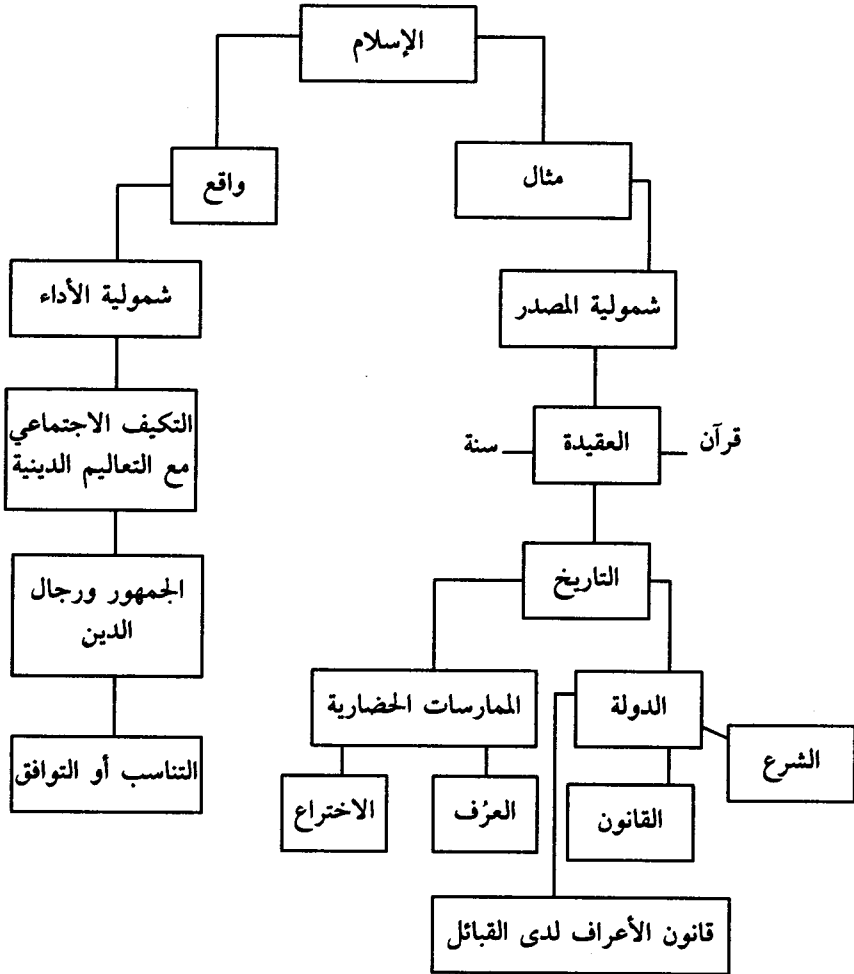 الإسلام
مثال
واقع
شمولية المصدر
شمولية الأداء
قرآن
العقيدة
سنة
التكيف الاجتماعي
مع التعاليم الدينية
التاريخ
الجمهور ورجال
الدين
الدولة
الممارسات الحضارية
الشرع
التناسب أو التوافق
القانون
العرُف
الاختراع
قانون الأعراف لدى القبائل